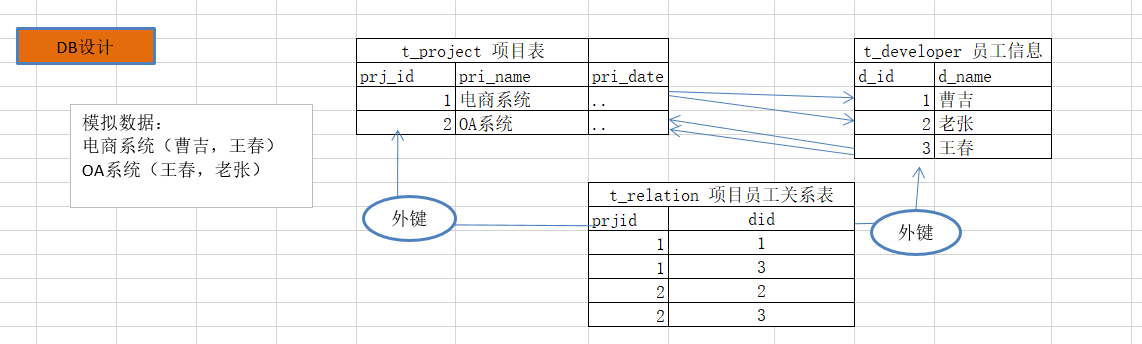 DB设计
t_project 项目表
prj_id pri_name pri_date
1 电商系统 ..
2 OA系统 ..
t_developer 员工信息
d_id d_name
1 曹吉
2 老张
3 王春
模拟数据:
电商系统（曹吉，王春）
OA系统（王春，老张）
外键
t_relation 项目员工关系表
prjid did
1 1
1 3
2 2
2 3
外键